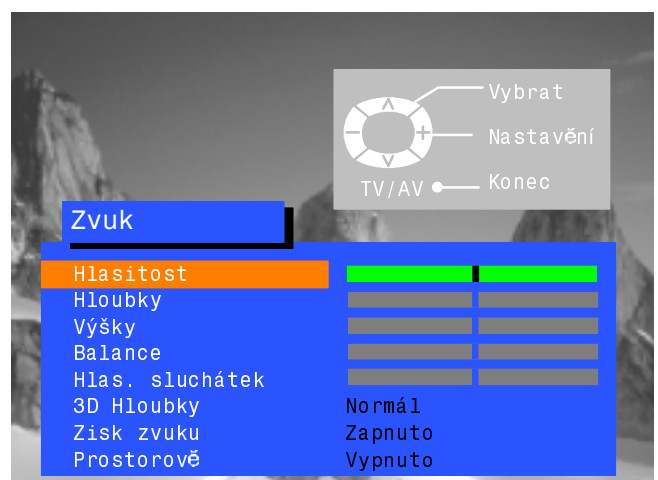 Vybrat
Nastavění
TV/AV
Konec
Zvuk
Hlasitost
Hloubky
Výšky
Balance
Hlas. sluchátek
3D Hloubky Normál
Zisk zvuku Zapnuto
Prostorově Vypnuto